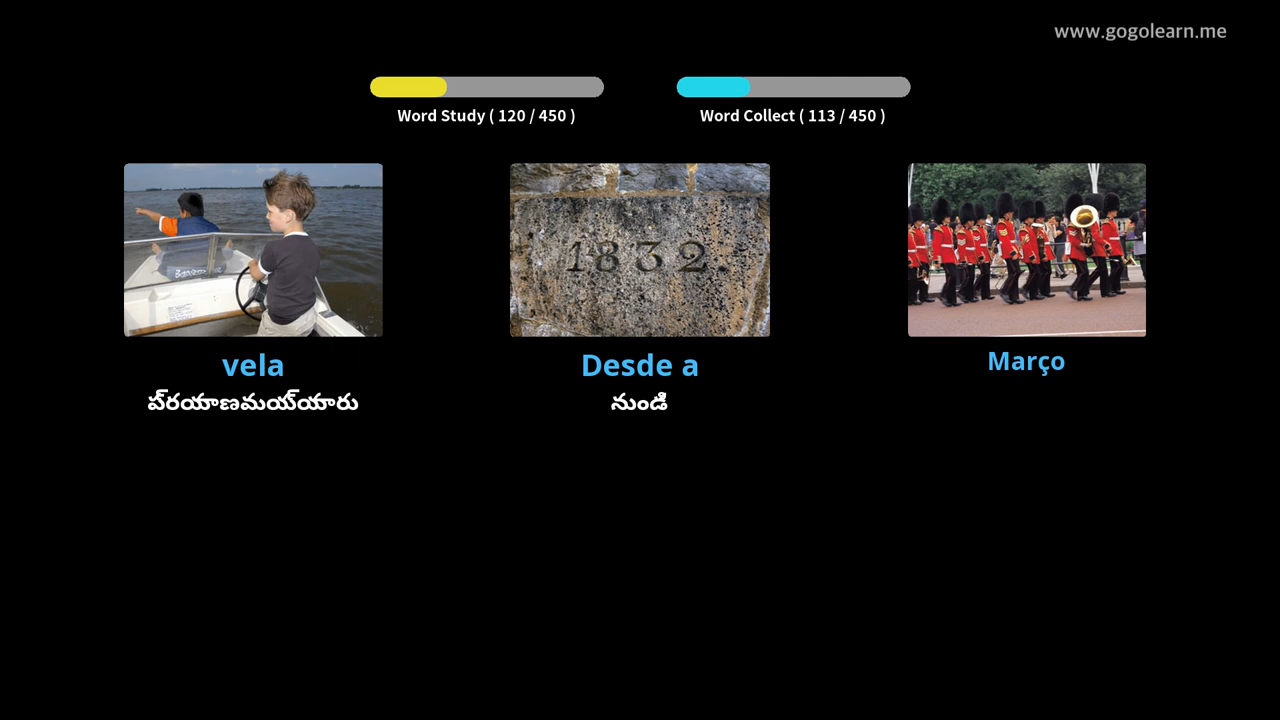 www.gogolearn.me
Word Study ( 120 / 450 )
Word Collect ( 113 / 450 )
1832.
vela
Desde a
Março
ప్రయాణమయ్యారు
నుండి